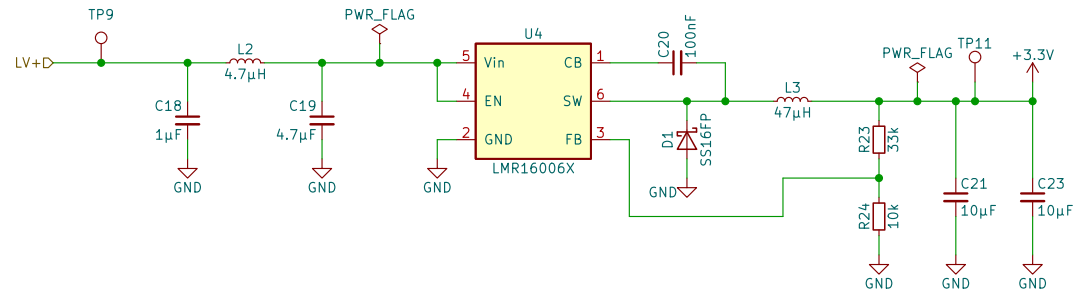 TP9
LV+
C18
1µF
L2
4.7µH
C19
4.7µF
PWR_FLAG
GND
GND
GND
U4
5
Vin
4
EN
2
GND
CB
1
SW
6
FB
3
LMR16006X
C20
100nF
D1
SS16FP
GND
L3
47µH
R23
33k
R24
10k
GND
PWR_FLAG
TP11
+3.3V
C21
10µF
GND
C23
10µF
GND